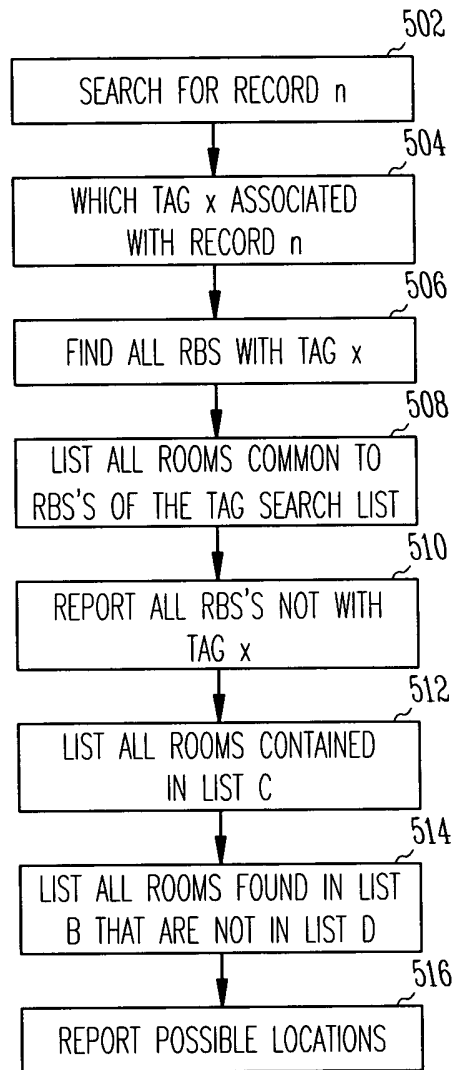 502
SEARCH FOR RECORD n
504
WHICH TAG x ASSOCIATED
WITH RECORD n
506
FIND ALL RBS WITH TAG x
508
LIST ALL ROOMS COMMON TO
RBS'S OF THE TAG SEARCH LIST
510
REPORT ALL RBS'S NOT WITH
TAG x
512
LIST ALL ROOMS CONTAINED
IN LIST C
514
LIST ALL ROOMS FOUND IN LIST
B THAT ARE NOT IN LIST D
516
REPORT POSSIBLE LOCATIONS